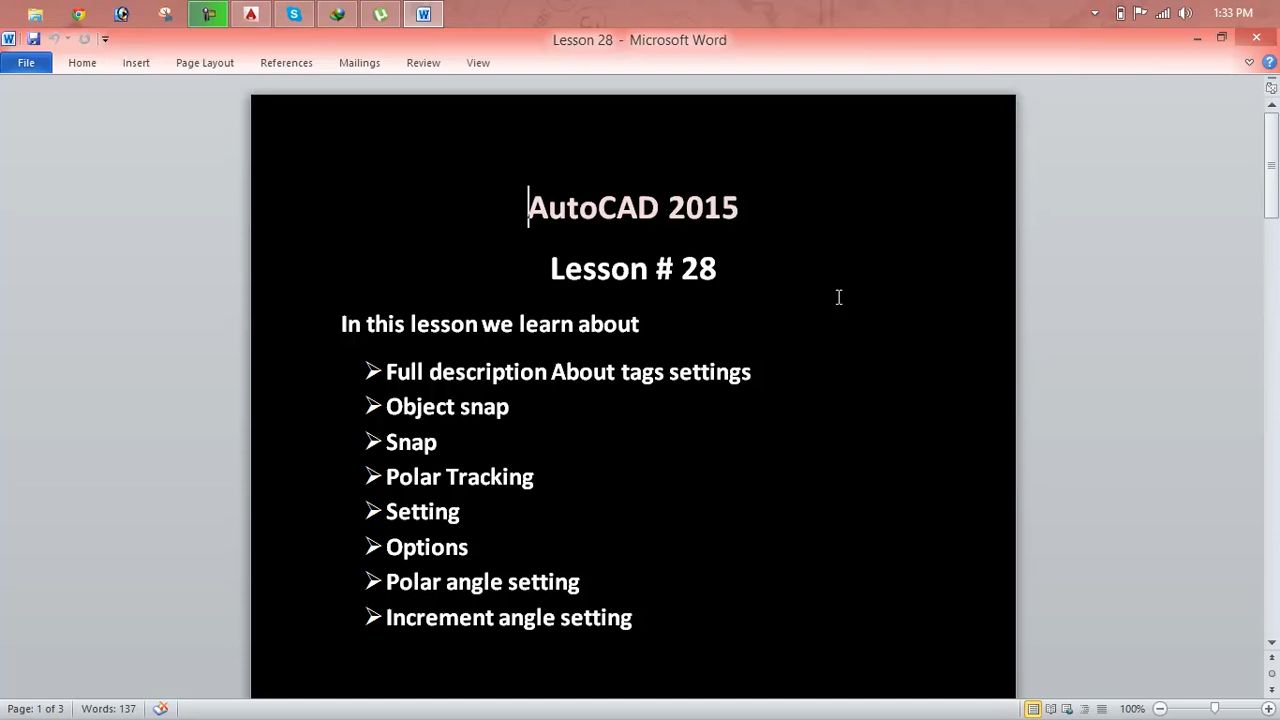 1:33 PM
Lesson 28 - Microsoft Word
File Home Insert Page Layout References Mailings Review View
AutoCAD 2015
Lesson # 28
In this lesson we learn about
Full description About tags settings
Object snap
Snap
Polar Tracking
Setting
Options
Polar angle setting
Increment angle setting
Page: 1 of 3 Words: 137 100%